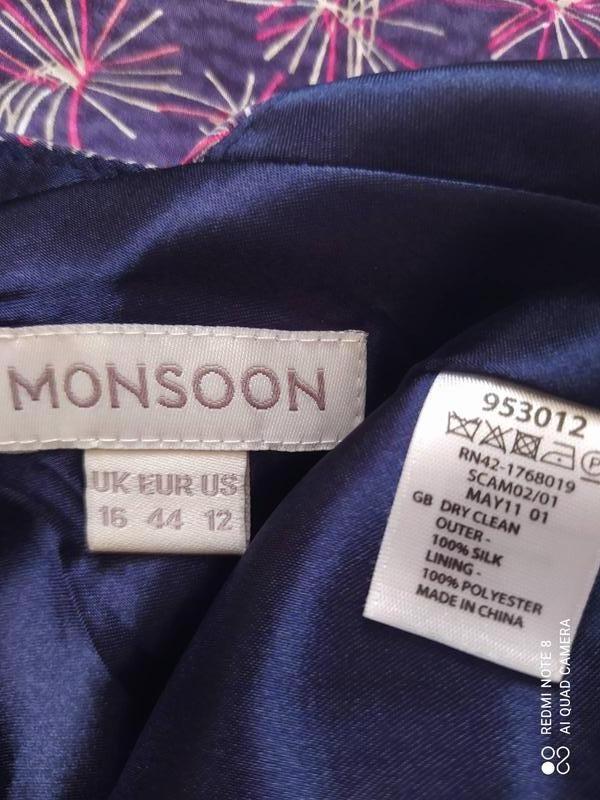 MONSOON
UK EUR US
16 44 12
953012
P
RN42-1768019
SCAM02/01
MAY11 01
GB DRY CLEAN
OUTER -
100% SILK
LINING -
100% POLYESTER
MADE IN CHINA
REDMI NOTE 8
AI QUAD CAMERA